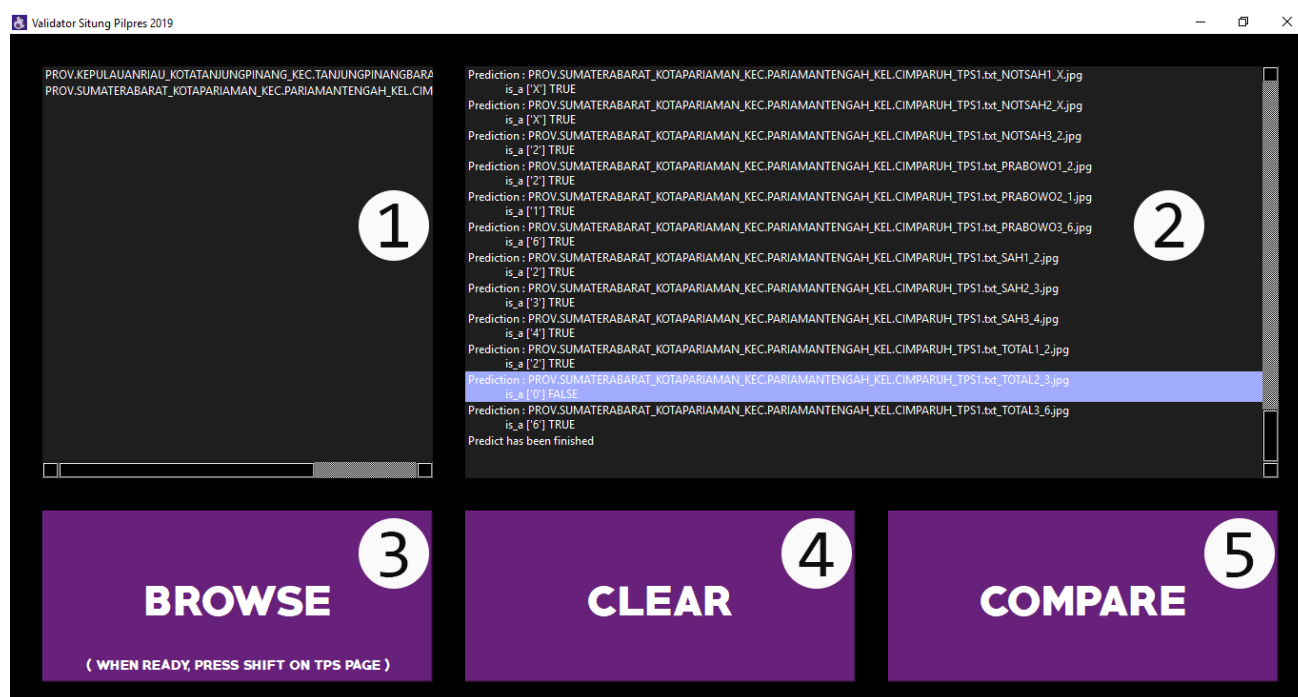 Validator Situng Pilpres 2019
PROV.KEPULAUANRIAU_KOTATANJUNGPINANG_KEC.TANJUNGPINANGBARA
PROV.SUMATERABARAT_KOTAPARIAMAN_KEC.PARIAMANTENGAH_KEL.CIM
1
Prediction : PROV.SUMATERABARAT_KOTAPARIAMAN_KEC.PARIAMANTENGAH_KEL.CIMPARUH_TPS1.txt_NOTSAH1_X.jpg
is_a ['X'] TRUE
Prediction : PROV.SUMATERABARAT_KOTAPARIAMAN_KEC.PARIAMANTENGAH_KEL.CIMPARUH_TPS1.txt_NOTSAH2_X.jpg
is_a ['X'] TRUE
Prediction : PROV.SUMATERABARAT_KOTAPARIAMAN_KEC.PARIAMANTENGAH_KEL.CIMPARUH_TPS1.txt_NOTSAH3_2.jpg
is_a ['2'] TRUE
Prediction : PROV.SUMATERABARAT_KOTAPARIAMAN_KEC.PARIAMANTENGAH_KEL.CIMPARUH_TPS1.txt_PRABOWO1_2.jpg
is_a ['2'] TRUE
Prediction : PROV.SUMATERABARAT_KOTAPARIAMAN_KEC.PARIAMANTENGAH_KEL.CIMPARUH_TPS1.txt_PRABOWO2_1.jpg
is_a ['1'] TRUE
Prediction : PROV.SUMATERABARAT_KOTAPARIAMAN_KEC.PARIAMANTENGAH_KEL.CIMPARUH_TPS1.txt_PRABOWO3_6.jpg
is_a ['6'] TRUE
Prediction : PROV.SUMATERABARAT_KOTAPARIAMAN_KEC.PARIAMANTENGAH_KEL.CIMPARUH_TPS1.txt_SAH1_2.jpg
is_a ['2'] TRUE
Prediction : PROV.SUMATERABARAT_KOTAPARIAMAN_KEC.PARIAMANTENGAH_KEL.CIMPARUH_TPS1.txt_SAH2_3.jpg
is_a ['3'] TRUE
Prediction : PROV.SUMATERABARAT_KOTAPARIAMAN_KEC.PARIAMANTENGAH_KEL.CIMPARUH_TPS1.txt_SAH3_4.jpg
is_a ['4'] TRUE
Prediction : PROV.SUMATERABARAT_KOTAPARIAMAN_KEC.PARIAMANTENGAH_KEL.CIMPARUH_TPS1.txt_TOTAL1_2.jpg
is_a ['2'] TRUE
Prediction : PROV.SUMATERABARAT_KOTAPARIAMAN_KEC.PARIAMANTENGAH_KEL.CIMPARUH_TPS1.txt_TOTAL2_3.jpg
is_a ['0'] FALSE
Prediction : PROV.SUMATERABARAT_KOTAPARIAMAN_KEC.PARIAMANTENGAH_KEL.CIMPARUH_TPS1.txt_TOTAL3_6.jpg
is_a ['6'] TRUE
Predict has been finished
2
3
BROWSE
( WHEN READY, PRESS SHIFT ON TPS PAGE )
4
CLEAR
5
COMPARE